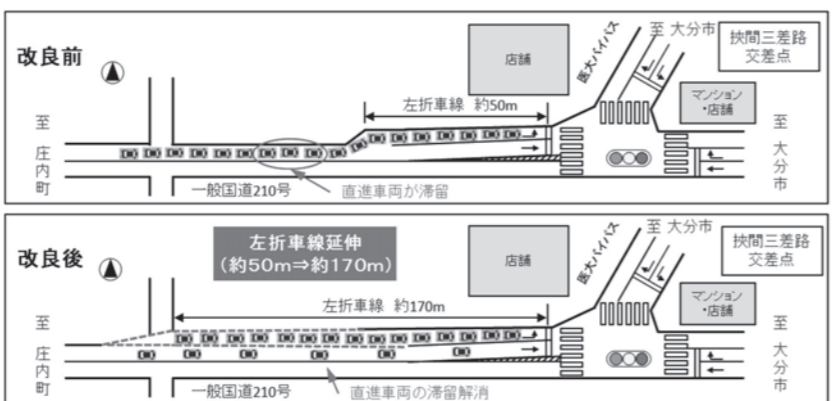 改良前
店舗
医大バイパス
至 大分市
挾間三差路
交差点
マンション
・店舗
左折車線 約50m
至 庄内町
至 大分市
一般国道210号
直進車両が滞留
改良後
左折車線延伸
(約50m⇒約170m)
店舗
医大バイパス
至 大分市
挾間三差路
交差点
マンション
・店舗
左折車線 約170m
至 庄内町
至 大分市
一般国道210号
直進車両の滞留解消